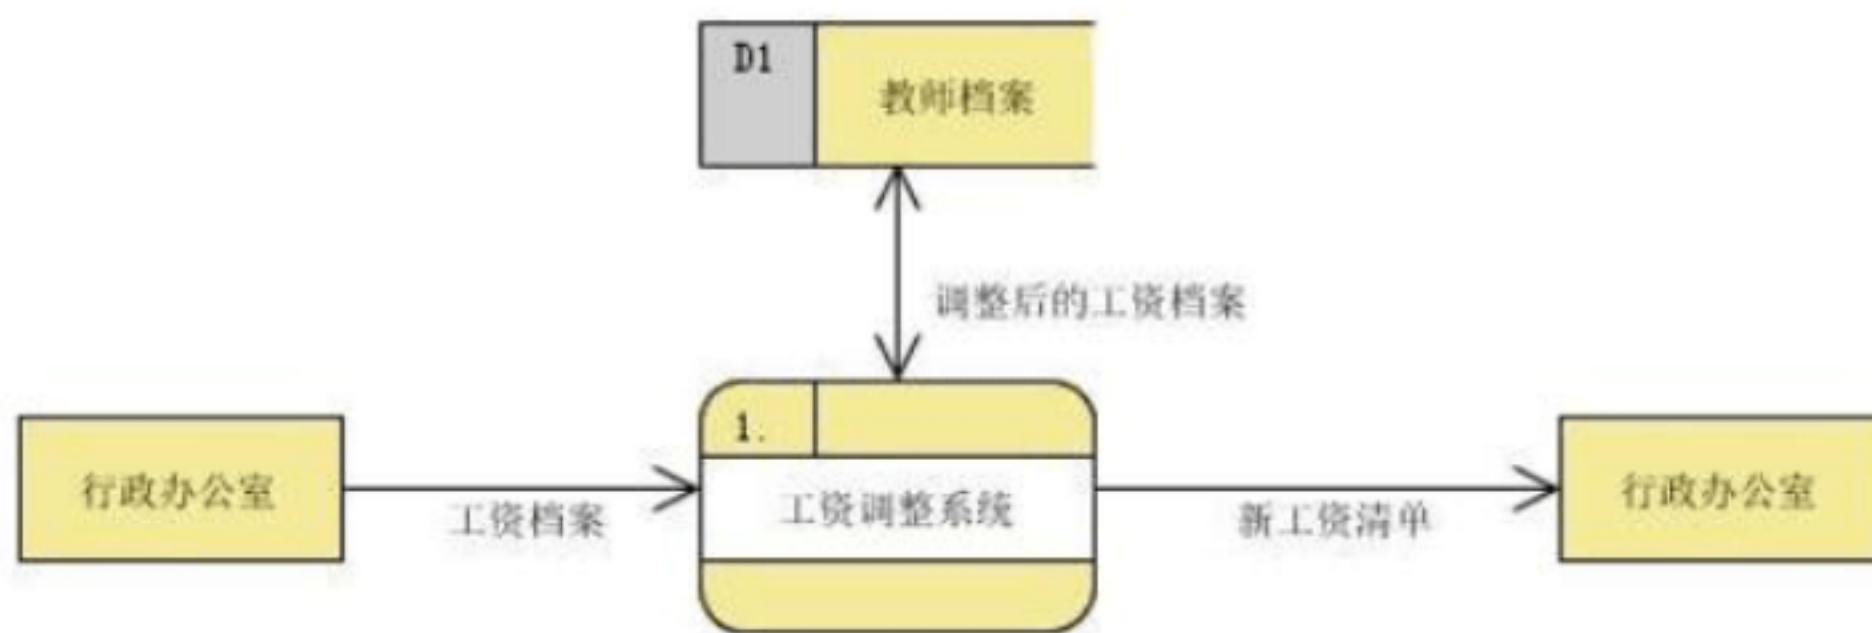 D1
教师档案
调整后的工资档案
1.
行政办公室
工资档案
工资调整系统
新工资清单
行政办公室